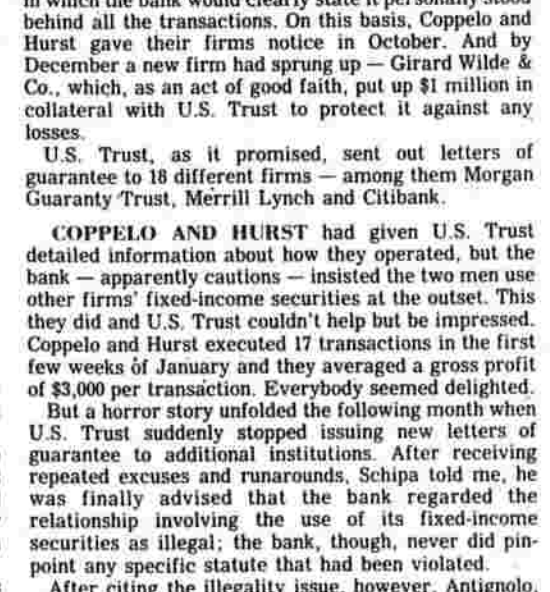 in which the bank would clearly state it personally stood
behind all the transactions. On this basis, Coppelo and
Hurst gave their firms notice in October. And by
December a new firm had sprung up — Girard Wilde &
Co., which, as an act of good faith, put up $1 million in
collateral with U.S. Trust to protect it against any
losses.
U.S. Trust, as it promised, sent out letters of
guarantee to 18 different firms — among them Morgan
Guaranty Trust, Merrill Lynch and Citibank.
COPPELO AND HURST had given U.S. Trust
detailed information about how they operated, but the
bank — apparently cautions — insisted the two men use
other firms' fixed-income securities at the outset. This
they did and U.S. Trust couldn't help but be impressed.
Coppelo and Hurst executed 17 transactions in the first
few weeks of January and they averaged a gross profit
of $3,000 per transaction. Everybody seemed delighted.
But a horror story unfolded the following month when
U.S. Trust suddenly stopped issuing new letters of
guarantee to additional institutions. After receiving
repeated excuses and runarounds, Schipa told me, he
was finally advised that the bank regarded the
relationship involving the use of its fixed-income
securities as illegal; the bank, though, never did pin-
point any specific statute that had been violated.
After citing the illegality issue, however, Antignolo,